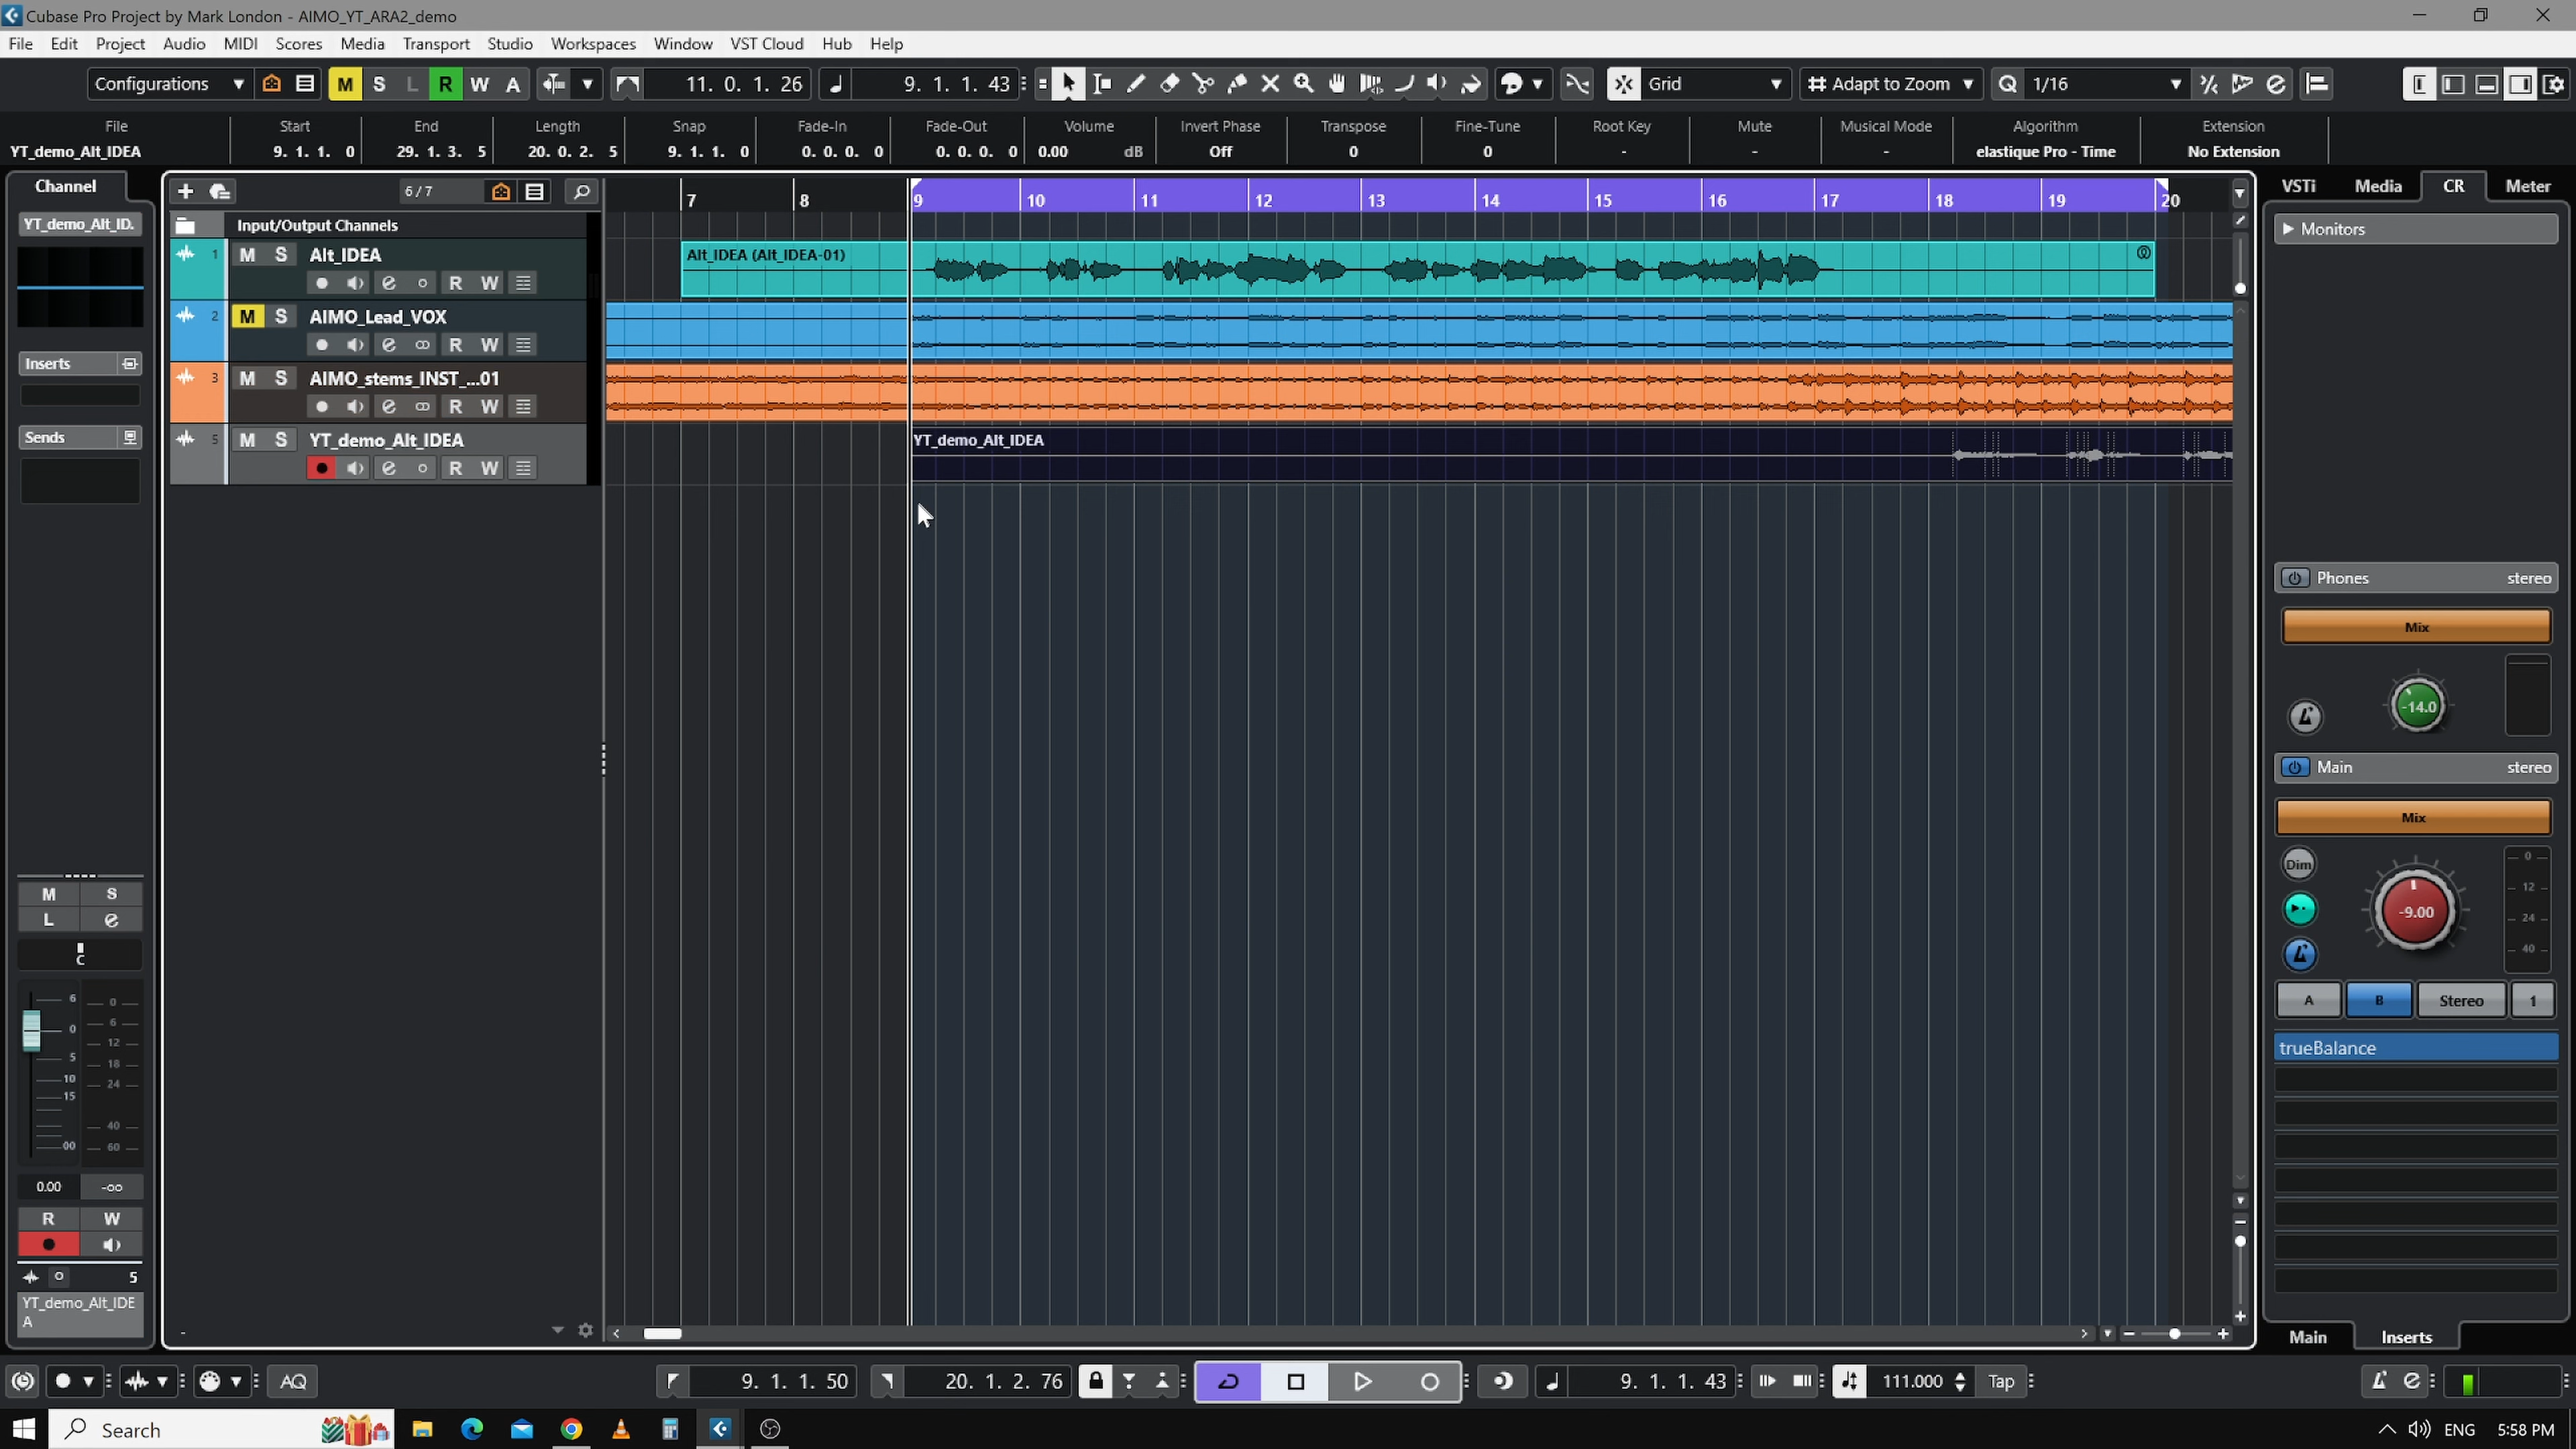 Cubase Pro Project by Mark London - AIMO_YT_ARA2_demo
File Edit Project Audio MIDI Scores Media Transport Studio Workspaces Window VST Cloud Hub Help
Configurations M S L R W A 11. 0. 1. 26 9. 1. 1. 43 Grid Adapt to Zoom Q 1/16
File Start End Length Snap Fade-In Fade-Out Volume Invert Phase Transpose Fine-Tune Root Key Mute Musical Mode Algorithm Extension
YT_demo_Alt_IDEA 9. 1. 1. 0 29. 1. 3. 5 20. 0. 2. 5 9. 1. 1. 0 0. 0. 0. 0 0. 0. 0. 0 0.00 dB Off 0 0 - - - elastique Pro - Time No Extension
Channel 6/7 7 8 9 10 11 12 13 14 15 16 17 18 19 20 VSTi Media CR Meter
YT_demo_Alt_ID. Input/Output Channels Monitors
1 M S Alt_IDEA Alt_IDEA (Alt_IDEA-01)
R W
2 M S AIMO_Lead_VOX
R W
Inserts
3 M S AIMO_stems_INST_...01
R W
Sends
5 M S YT_demo_Alt_IDEA YT_demo_Alt_IDEA
R W
Phones stereo
Mix
-14.0
Main stereo
Mix
Dim
-9.00
0
12
24
40
A B Stereo 1
trueBalance
Main Inserts
M S
L e
C
6 0
0 6
12
5 18
10 24
15
40
00 60
0.00 -oo
R W
5
YT_demo_Alt_IDE
A
AQ 9. 1. 1. 50 20. 1. 2. 76 9. 1. 1. 43 111.000 Tap
Search ENG 5:58 PM